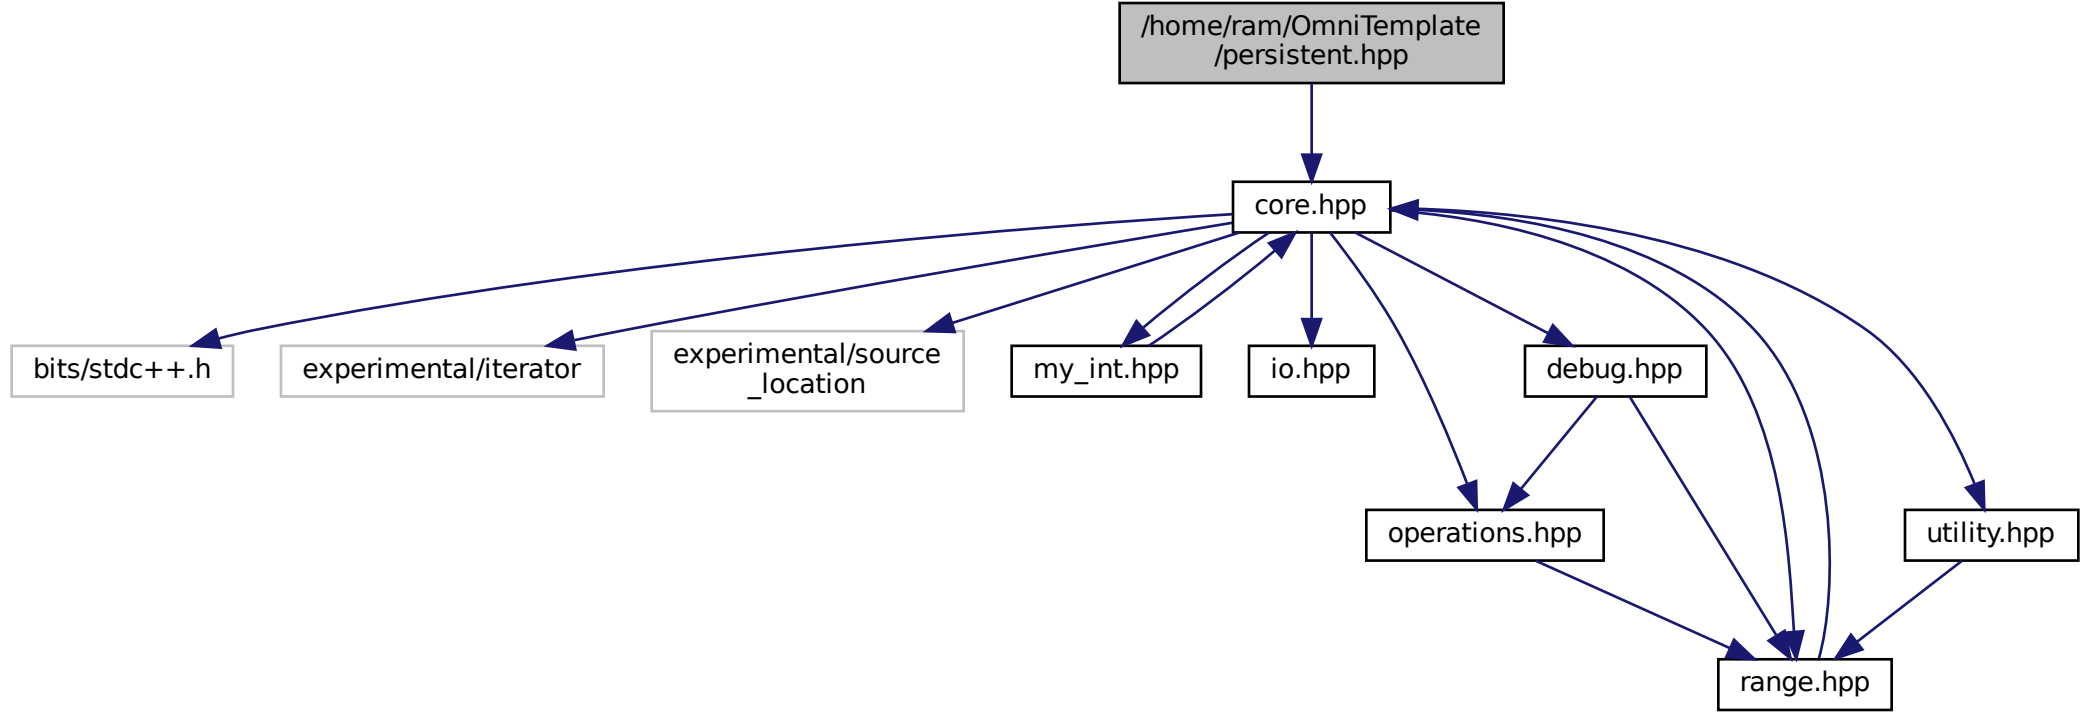 /home/ram/OmniTemplate
/persistent.hpp
core.hpp
bits/stdc++.h
experimental/iterator
experimental/source
_location
my_int.hpp
io.hpp
debug.hpp
operations.hpp
utility.hpp
range.hpp